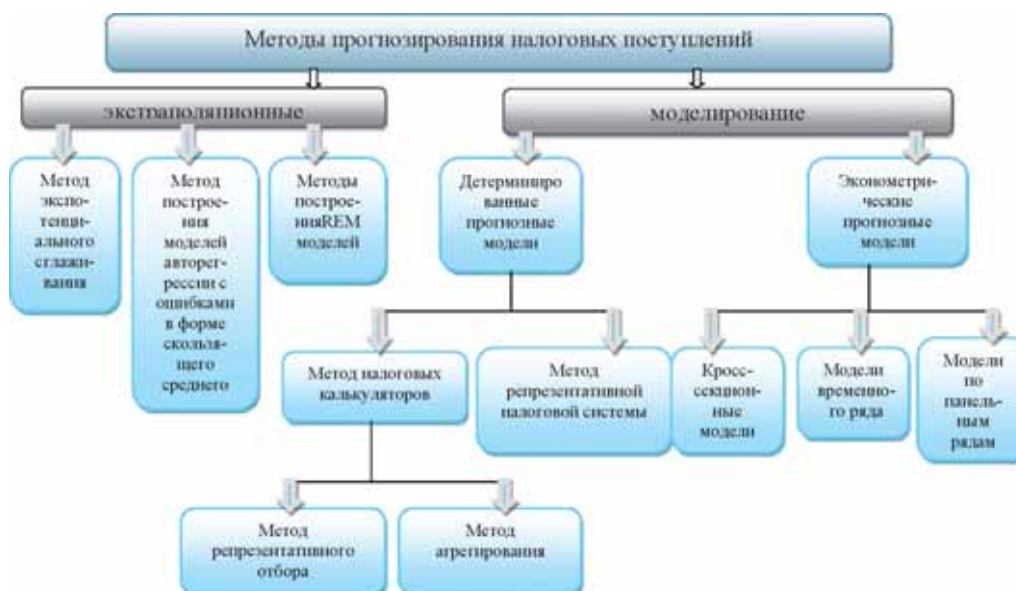 Методы прогнозирования налоговых поступлений
экстраполяционные
моделирование
Метод
экспо-
тенци-
ального
сглажи-
вания
Метод
построе-
ния
моделей
авторег-
рессии с
ошибками
в форме
скользя-
щего
среднего
Методы
построе-
нияREM
моделей
Детерминиро
ванные
прогнозные
модели
Эконометри-
ческие
прогнозные
модели
Метод налоговых
калькуляторов
Метод
репрезентативной
налоговой системы
Кросс-
секцион-
ные
модели
Модели
временно-
го ряда
Модели
по
панель-
ным
рядам
Метод
репрезентативного
отбора
Метод
агрегирования